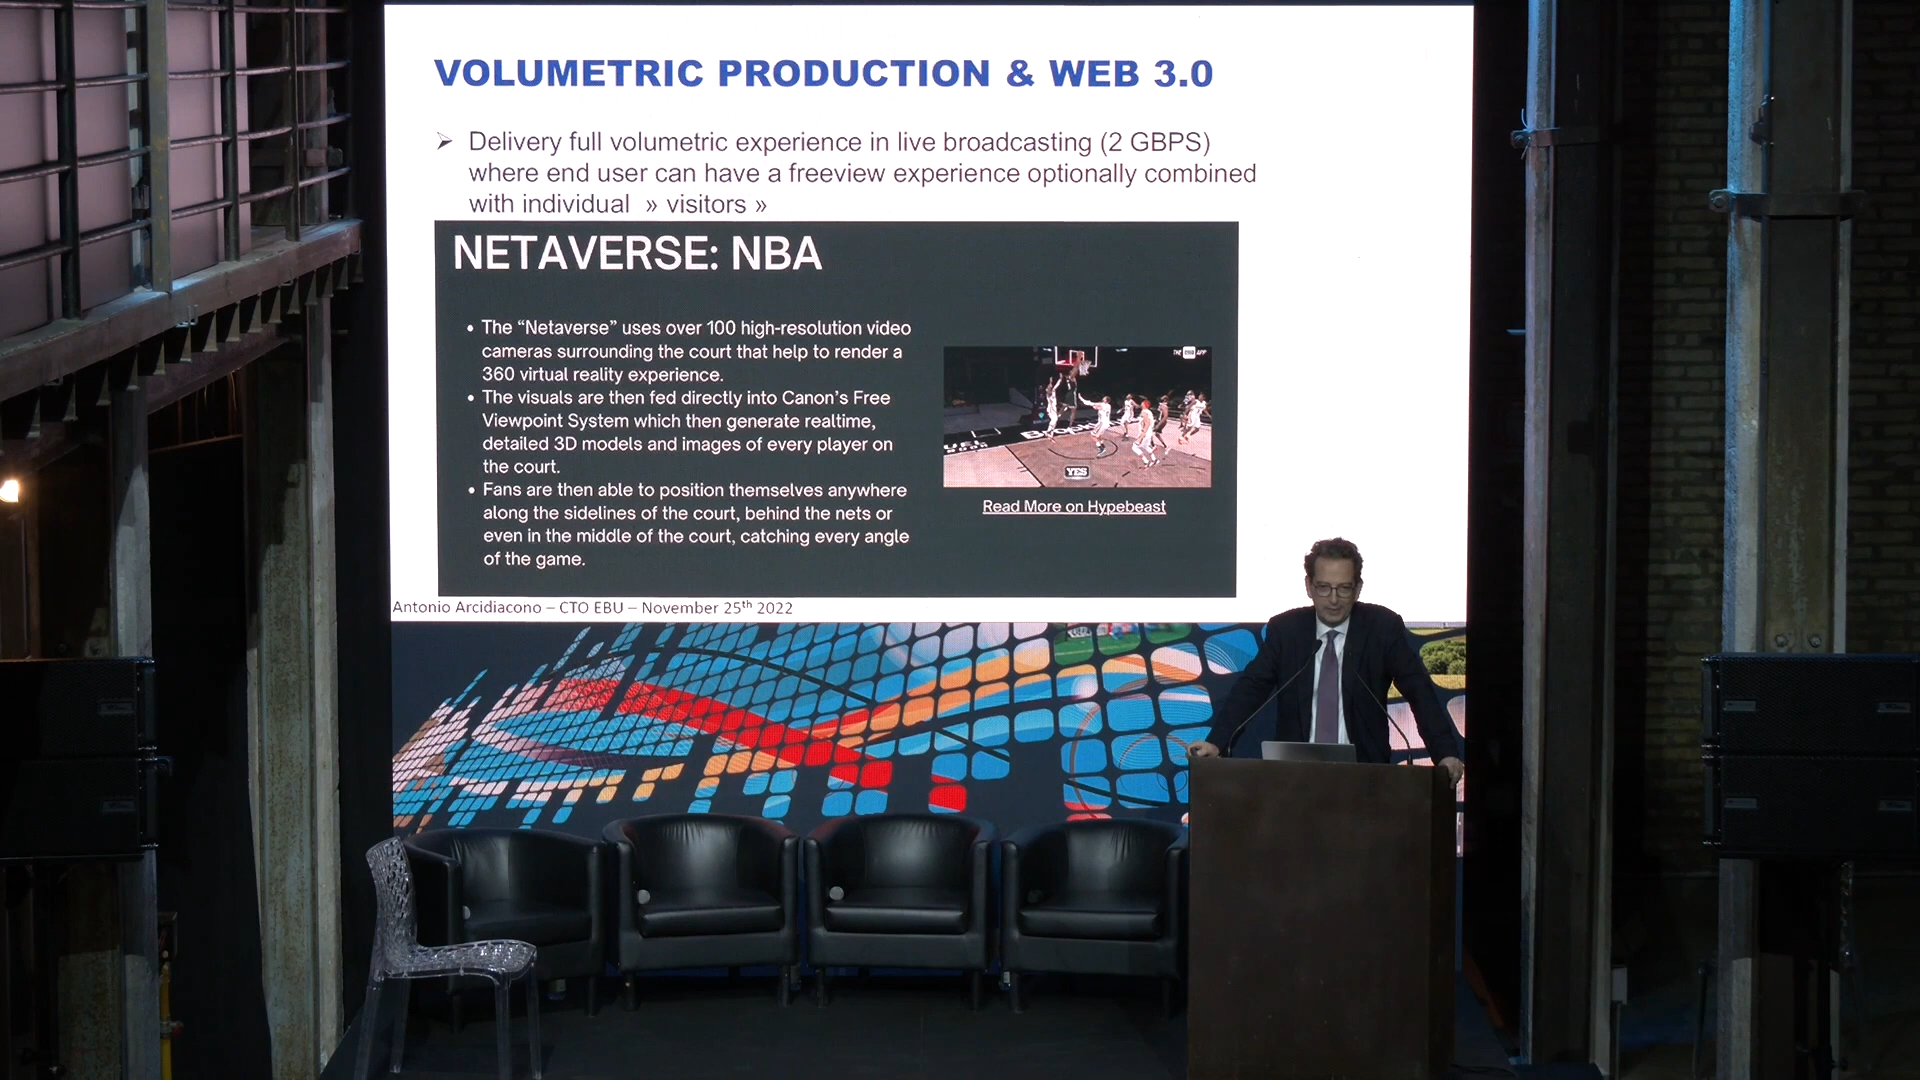 VOLUMETRIC PRODUCTION & WEB 3.0
➢ Delivery full volumetric experience in live broadcasting (2 GBPS)
where end user can have a freeview experience optionally combined
with individual » visitors »
NETAVERSE: NBA
• The “Netaverse” uses over 100 high-resolution video
cameras surrounding the court that help to render a
360 virtual reality experience.
• The visuals are then fed directly into Canon’s Free
Viewpoint System which then generate realtime,
detailed 3D models and images of every player on
the court.
• Fans are then able to position themselves anywhere
along the sidelines of the court, behind the nets or
even in the middle of the court, catching every angle
of the game.
YES
Read More on Hypebeast
Antonio Arcidiacono – CTO EBU – November 25th 2022